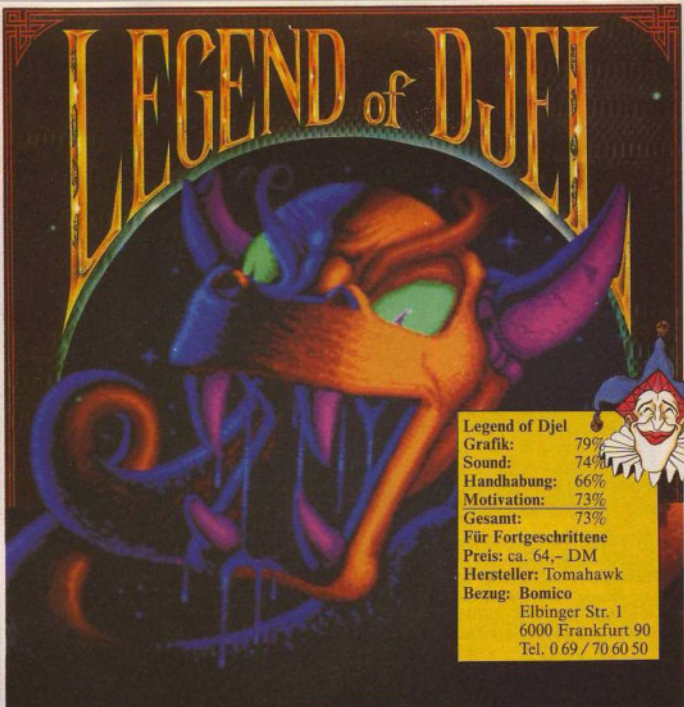 LEGEND of DJEL
Legend of Djel
Grafik: 79%
Sound: 74%
Handhabung: 66%
Motivation: 73%
Gesamt: 73%
Für Fortgeschrittene
Preis: ca. 64,– DM
Hersteller: Tomahawk
Bezug: Bomico
Elbinger Str. 1
6000 Frankfurt 90
Tel. 0 69 / 70 60 50